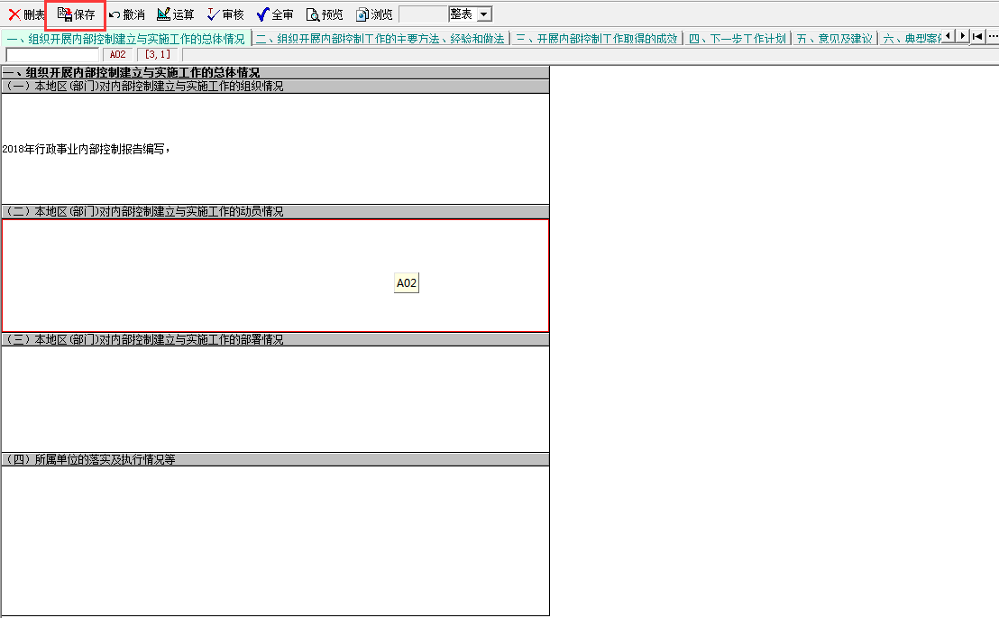 删表 保存 撤消 运算 审核 全审 预览 浏览 整表
一、组织开展内部控制建立与实施工作的总体情况 二、组织开展内部控制工作的主要方法、经验和做法 三、开展内部控制工作取得的成效 四、下一步工作计划 五、意见及建议 六、典型案
A02 [3,1]
一、组织开展内部控制建立与实施工作的总体情况
（一）本地区(部门)对内部控制建立与实施工作的组织情况
2018年行政事业内部控制报告编写，
（二）本地区(部门)对内部控制建立与实施工作的动员情况
A02
（三）本地区(部门)对内部控制建立与实施工作的部署情况
（四）所属单位的落实及执行情况等